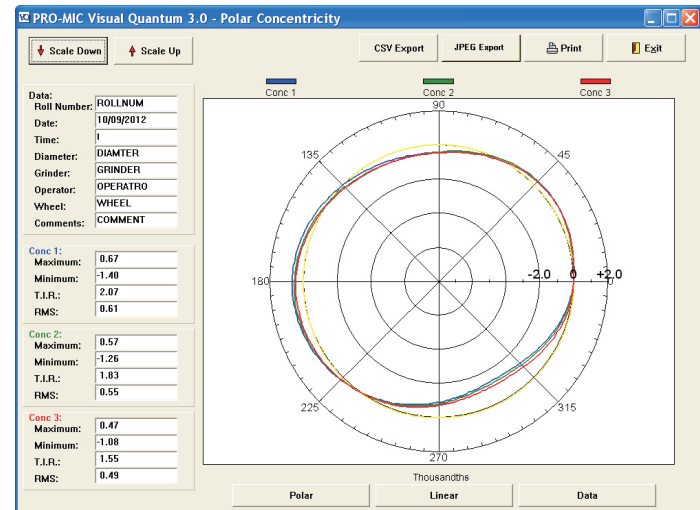 PRO-MIC Visual Quantum 3.0 - Polar Concentricity
Scale Down
Scale Up
CSV Export
JPEG Export
Print
Exit
Data:
Roll Number: ROLLNUM
Date: 10/09/2012
Time: I
Diameter: DIAMTER
Grinder: GRINDER
Operator: OPERATRO
Wheel: WHEEL
Comments: COMMENT
Conc 1:
Maximum: 0.67
Minimum: -1.40
T.I.R.: 2.07
RMS: 0.61
Conc 2:
Maximum: 0.57
Minimum: -1.26
T.I.R.: 1.83
RMS: 0.55
Conc 3:
Maximum: 0.47
Minimum: -1.08
T.I.R.: 1.55
RMS: 0.49
Conc 1 Conc 2 Conc 3
90
135 45
180 -2.0 0 +2.0 0
225 315
270
Thousandths
Polar Linear Data